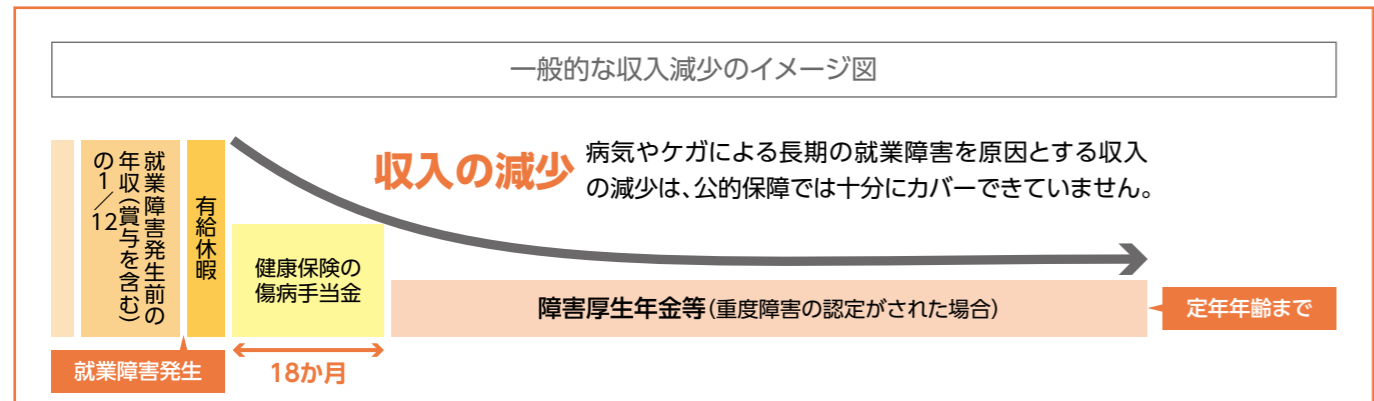 一般的な収入減少のイメージ図
就業障害発生前の
年収(賞与を含む)
の1/12
有給休暇
収入の減少
病気やケガによる長期の就業障害を原因とする収入
の減少は、公的保障では十分にカバーできていません。
健康保険の
傷病手当金
障害厚生年金等(重度障害の認定がされた場合)
定年年齢まで
就業障害発生
18か月